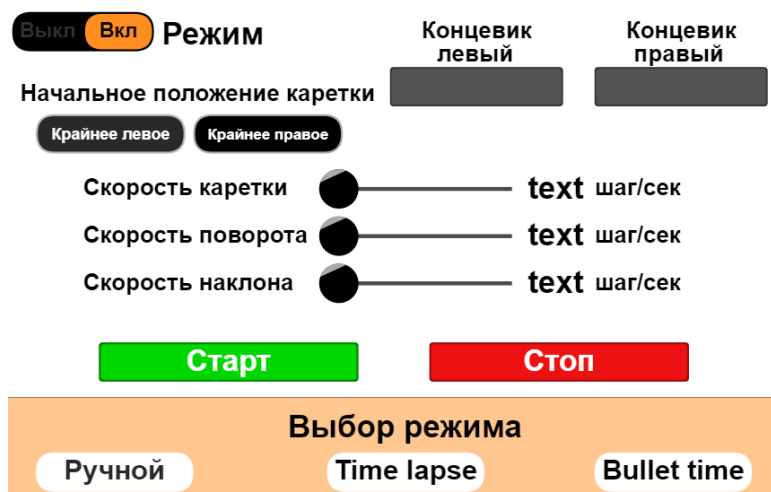 Выкл Вкл Режим
Концевик левый
Концевик правый
Начальное положение каретки
Крайнее левое Крайнее правое
Скорость каретки text шаг/сек
Скорость поворота text шаг/сек
Скорость наклона text шаг/сек
Старт Стоп
Выбор режима
Ручной Time lapse Bullet time